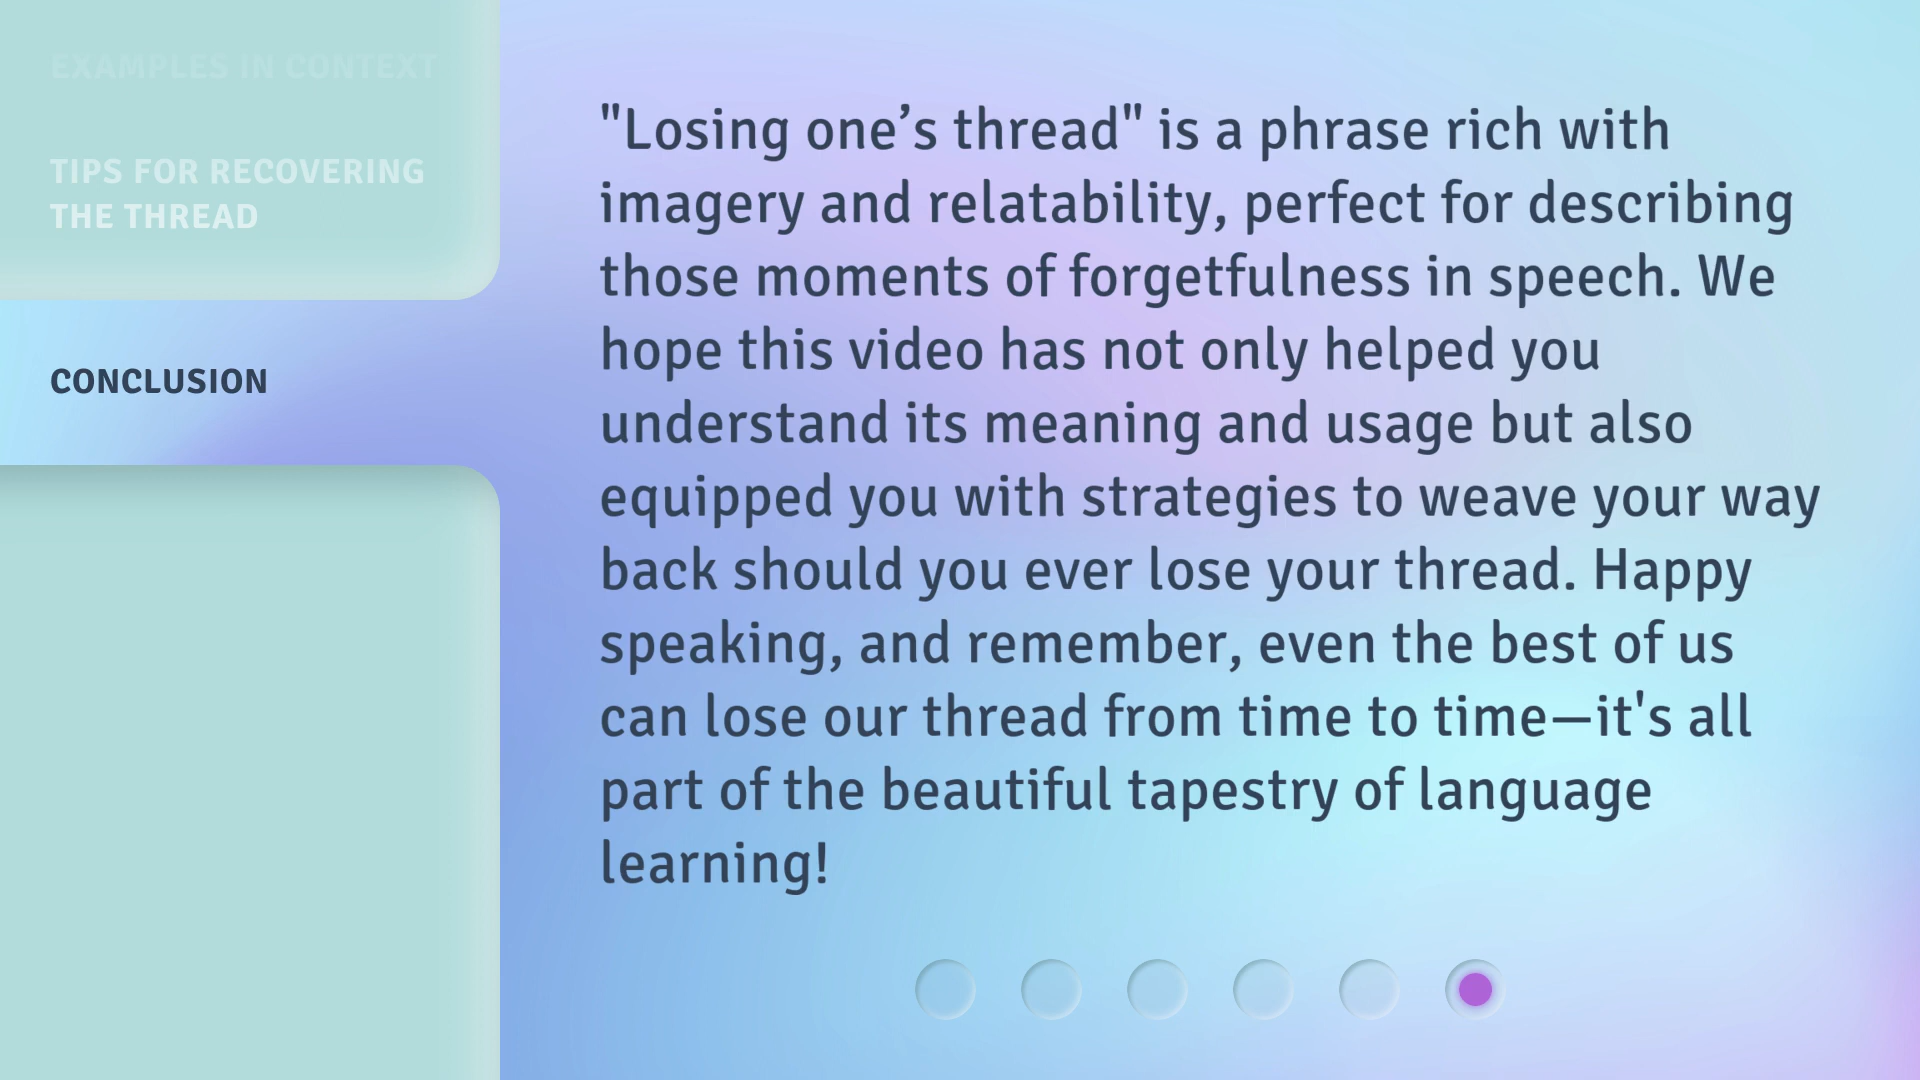 EXAMPLES IN CONTEXT
TIPS FOR RECOVERING
THE THREAD
CONCLUSION
"Losing one’s thread" is a phrase rich with
imagery and relatability, perfect for describing
those moments of forgetfulness in speech. We
hope this video has not only helped you
understand its meaning and usage but also
equipped you with strategies to weave your way
back should you ever lose your thread. Happy
speaking, and remember, even the best of us
can lose our thread from time to time—it's all
part of the beautiful tapestry of language
learning!